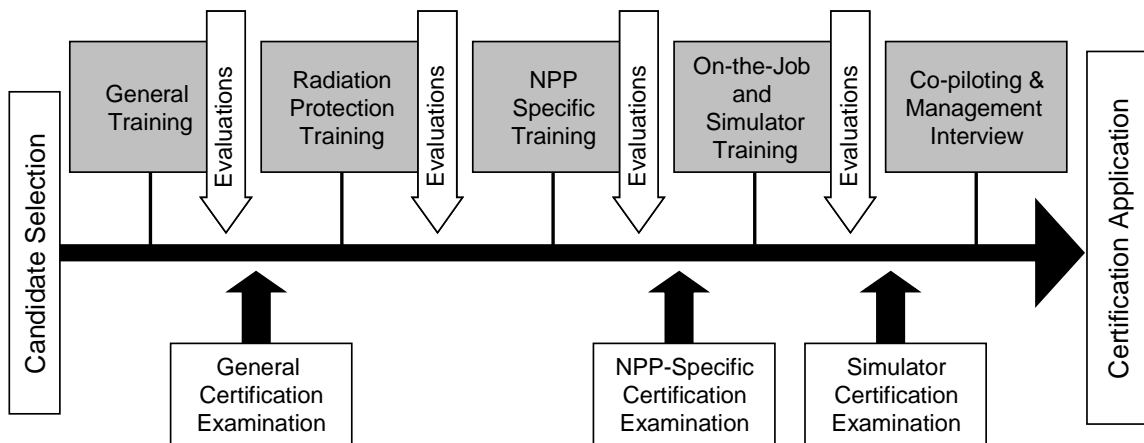 Candidate Selection
General
Training
Evaluations
Radiation
Protection
Training
Evaluations
NPP
Specific
Training
Evaluations
On-the-Job
and
Simulator
Training
Evaluations
Co-piloting &
Management
Interview
Certification Application
General
Certification
Examination
NPP-Specific
Certification
Examination
Simulator
Certification
Examination